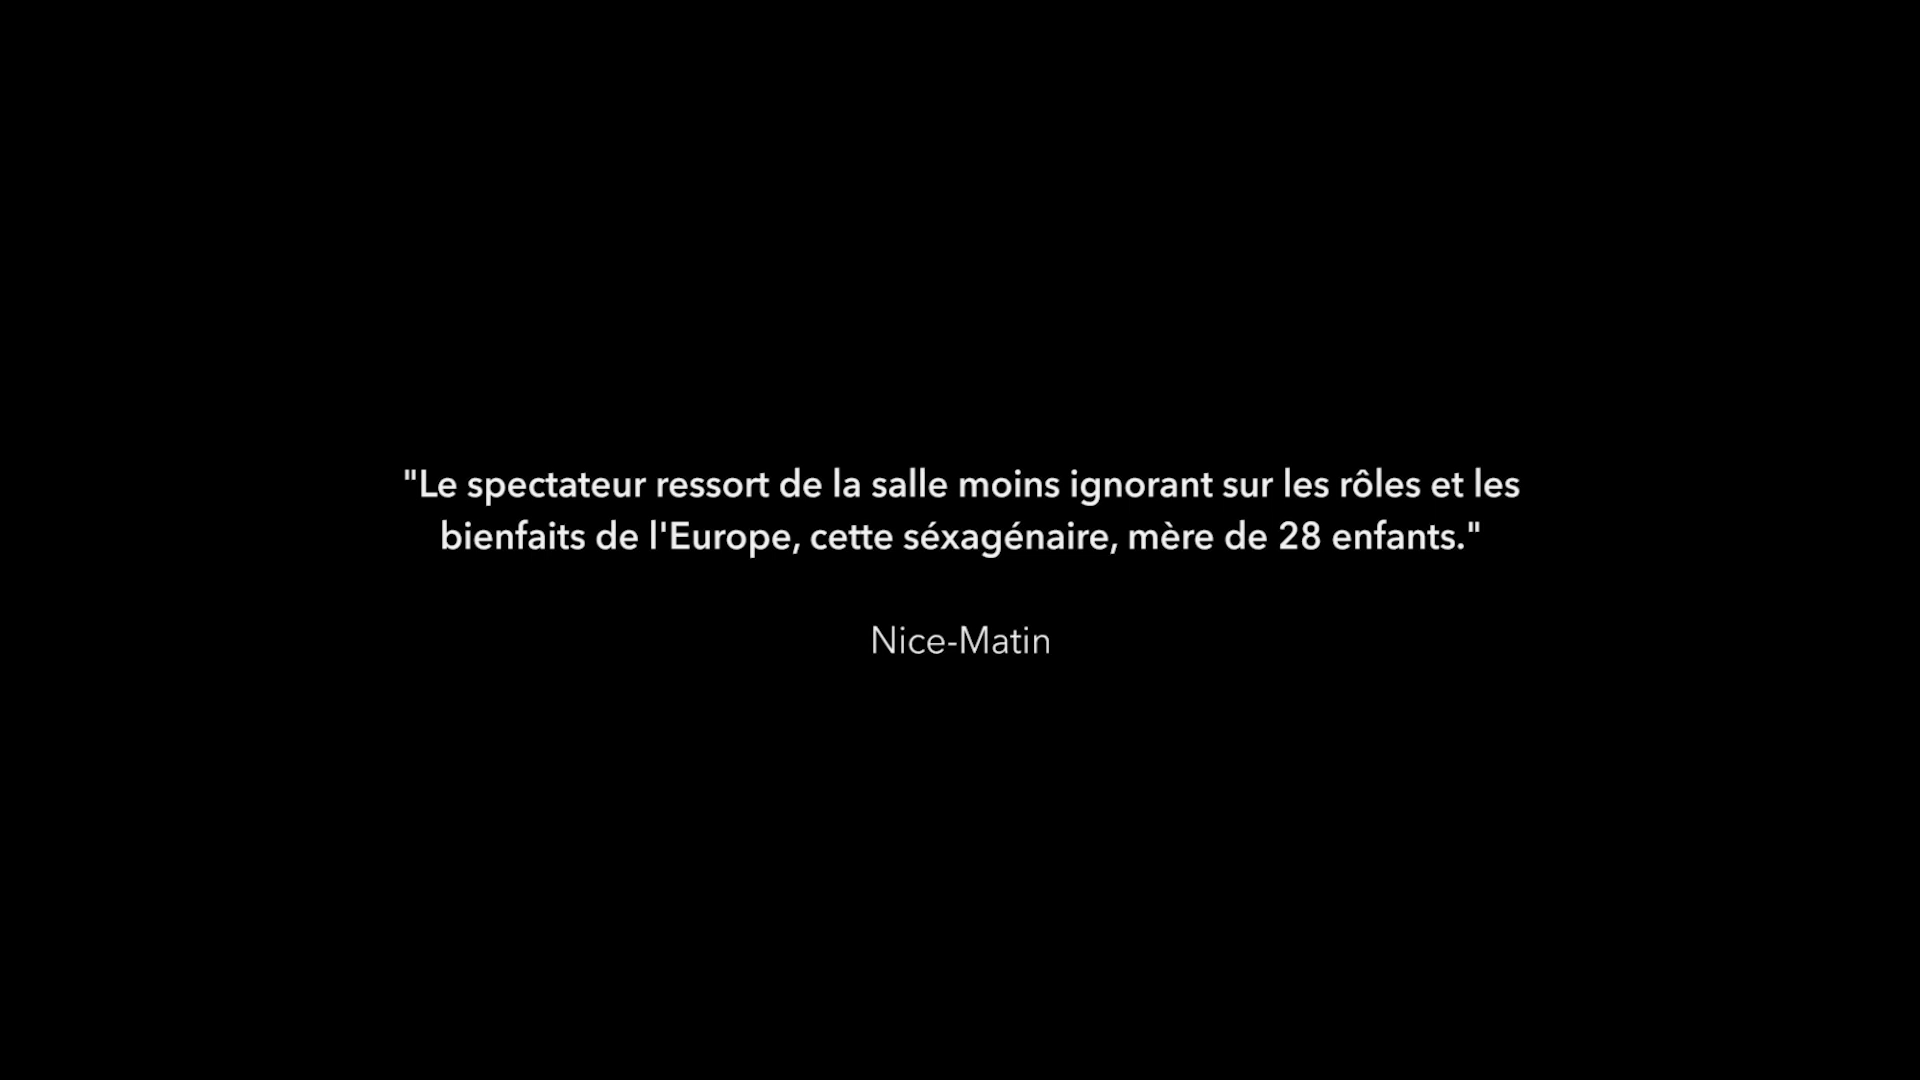 "Le spectateur ressort de la salle moins ignorant sur les rôles et les
bienfaits de l'Europe, cette séxagénaire, mère de 28 enfants."
Nice-Matin